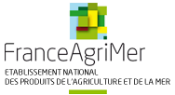 FranceAgriMer
ETABLISSEMENT NATIONAL
DES PRODUITS DE L'AGRICULTURE ET DE LA MER